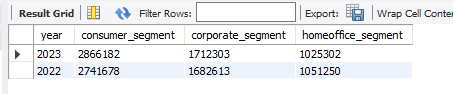 Result Grid Filter Rows: Export: Wrap Cell Conte
year consumer_segment corporate_segment homeoffice_segment
2023 2866182 1712303 1025302
2022 2741678 1682613 1051250